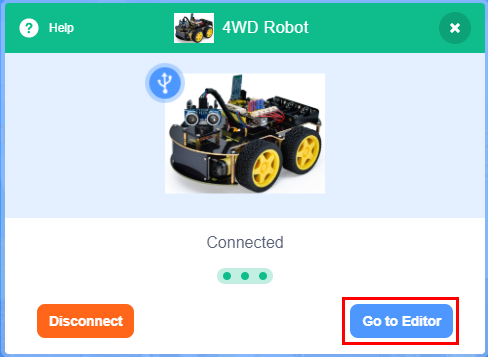 Help
4WD Robot
Connected
Disconnect
Go to Editor